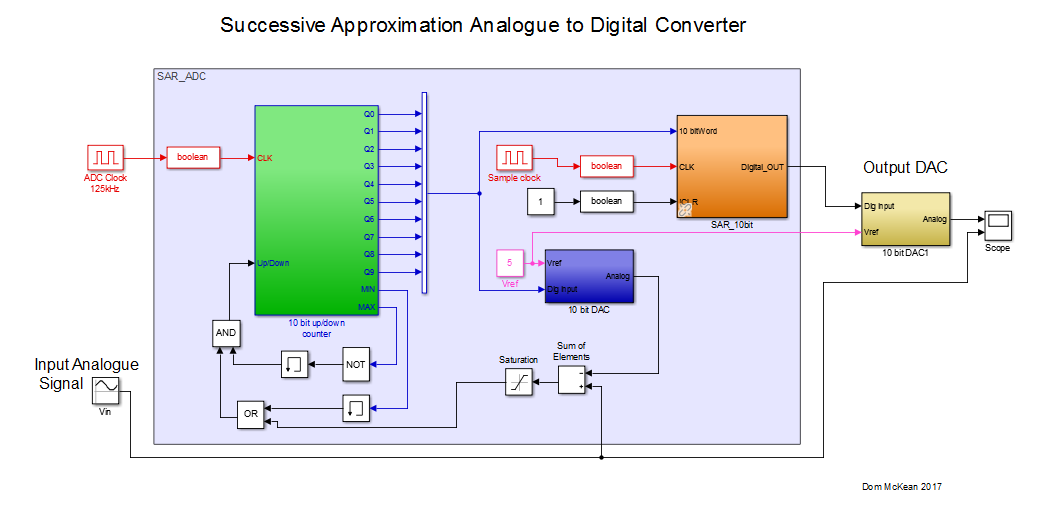 Successive Approximation Analogue to Digital Converter
SAR_ADC
ADC Clock
125kHz
boolean
CLK
Up/Down
Q0
Q1
Q2
Q3
Q4
Q5
Q6
Q7
Q8
Q9
MIN
MAX
10 bit up/down
counter
AND
NOT
OR
Input Analogue
Signal
Vin
Sample clock
boolean
1
boolean
10 bitWord
CLK
Digital_OUT
SAR_10bit
5
Vref
Vref
Dig Input
Analog
10 bit DAC
Saturation
Sum of
Elements
−
+
Output DAC
Dig Input
Vref
Analog
10 bit DAC1
Scope
Dom McKean 2017